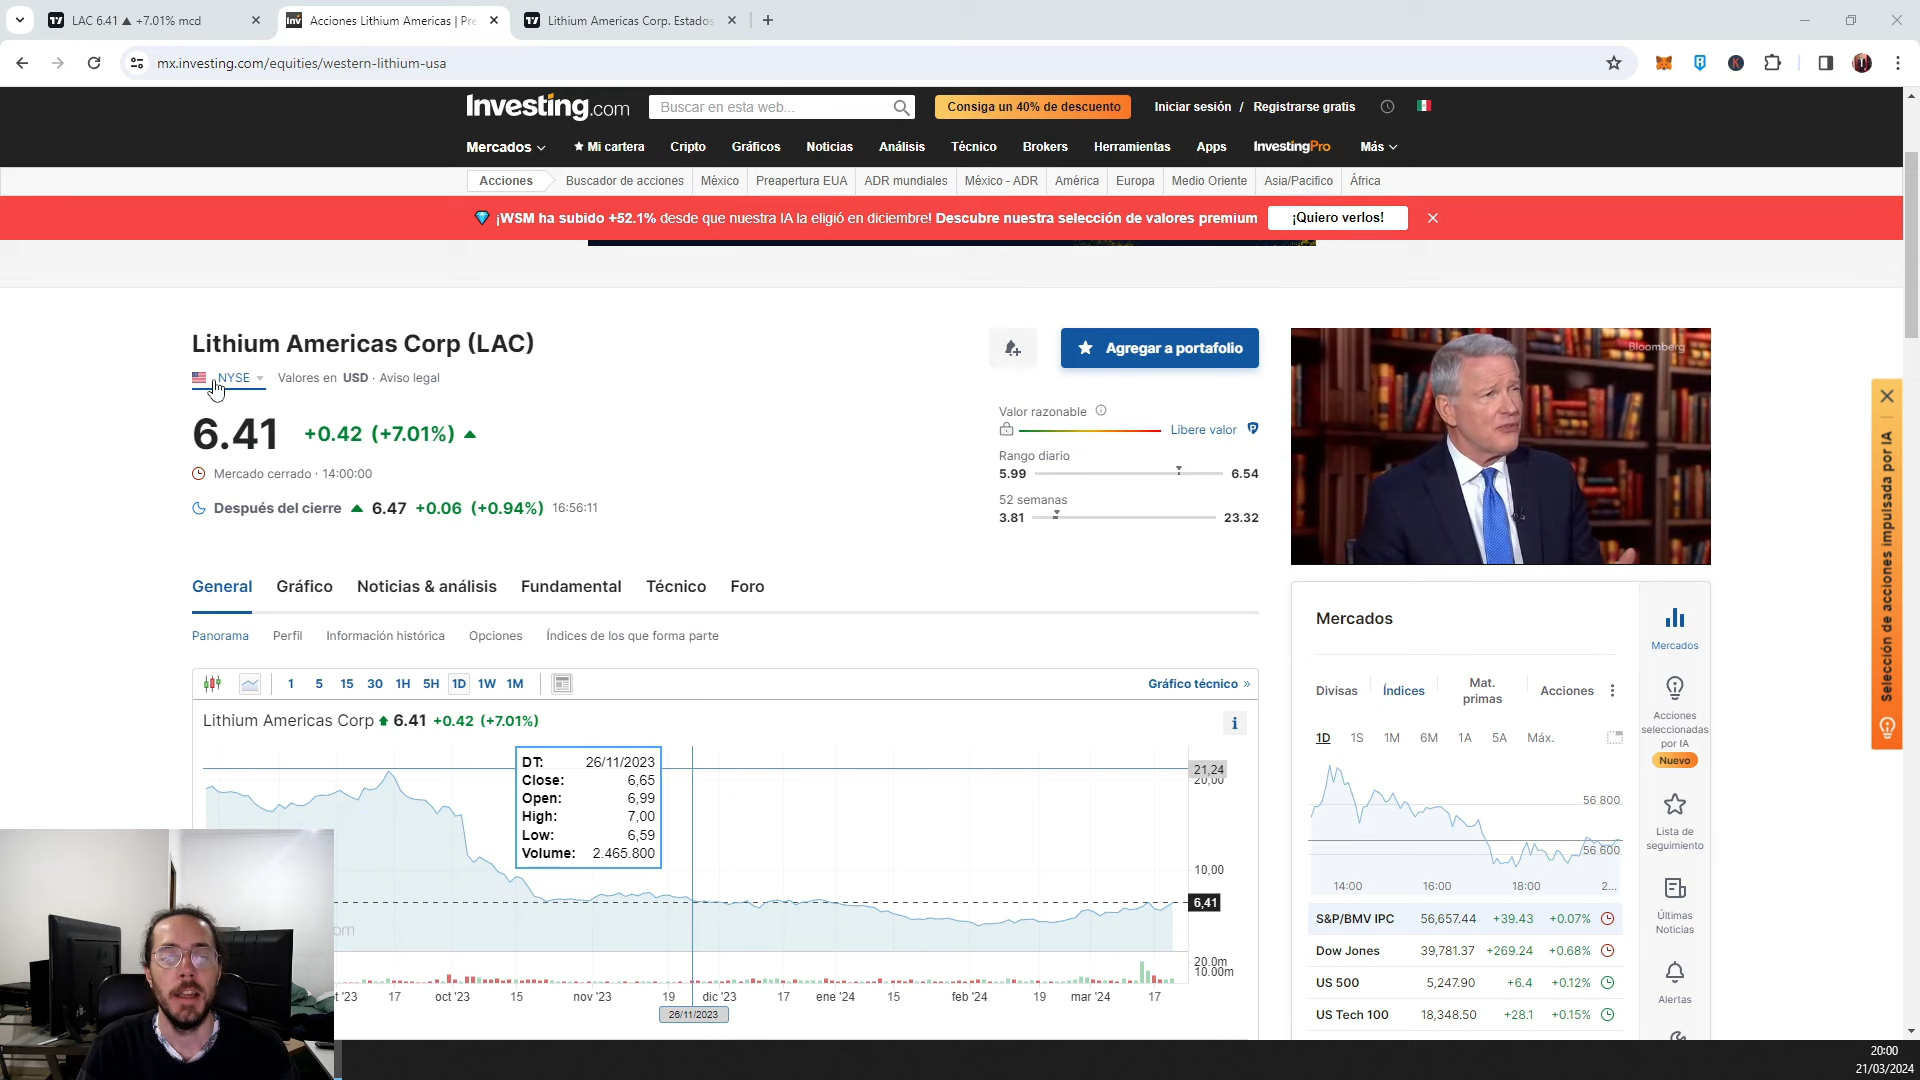 LAC 6.41 ▲ +7.01% mcd
Acciones Lithium Americas | Pre
Lithium Americas Corp. Estados
mx.investing.com/equities/western-lithium-usa
Investing.com
Buscar en esta web...
Consiga un 40% de descuento
Iniciar sesión / Registrarse gratis
Mercados
Mi cartera
Cripto
Gráficos
Noticias
Análisis
Técnico
Brokers
Herramientas
Apps
InvestingPro
Más
Acciones
Buscador de acciones
México
Preapertura EUA
ADR mundiales
México - ADR
América
Europa
Medio Oriente
Asia/Pacifico
África
¡WSM ha subido +52.1% desde que nuestra IA la eligió en diciembre! Descubre nuestra selección de valores premium
¡Quiero verlos!
Lithium Americas Corp (LAC)
NYSE
Valores en USD · Aviso legal
Agregar a portafolio
6.41
+0.42 (+7.01%)
Mercado cerrado · 14:00:00
Después del cierre ▲ 6.47 +0.06 (+0.94%) 16:56:11
Valor razonable
Libere valor
Rango diario
5.99
6.54
52 semanas
3.81
23.32
Bloomberg
General
Gráfico
Noticias & análisis
Fundamental
Técnico
Foro
Panorama
Perfil
Información histórica
Opciones
Índices de los que forma parte
1 5 15 30 1H 5H 1D 1W 1M
Gráfico técnico »
Lithium Americas Corp 6.41 +0.42 (+7.01%)
i
DT: 26/11/2023
Close: 6,65
Open: 6,99
High: 7,00
Low: 6,59
Volume: 2.465.800
21,24
20,00
10,00
6,41
om
20.0m
10.00m
t '23
17
oct '23
15
nov '23
19
dic '23
17
ene '24
15
feb '24
19
mar '24
17
26/11/2023
Mercados
Divisas
Índices
Mat. primas
Acciones
1D 1S 1M 6M 1A 5A Máx.
56 800
56 600
14:00
16:00
18:00
2...
S&P/BMV IPC 56,657.44 +39.43 +0.07%
Dow Jones 39,781.37 +269.24 +0.68%
US 500 5,247.90 +6.4 +0.12%
US Tech 100 18,348.50 +28.1 +0.15%
Mercados
Acciones
seleccionadas
por IA
Nuevo
Lista de
seguimiento
Últimas
Noticias
Alertas
Selección de acciones impulsada por IA
20:00
21/03/2024